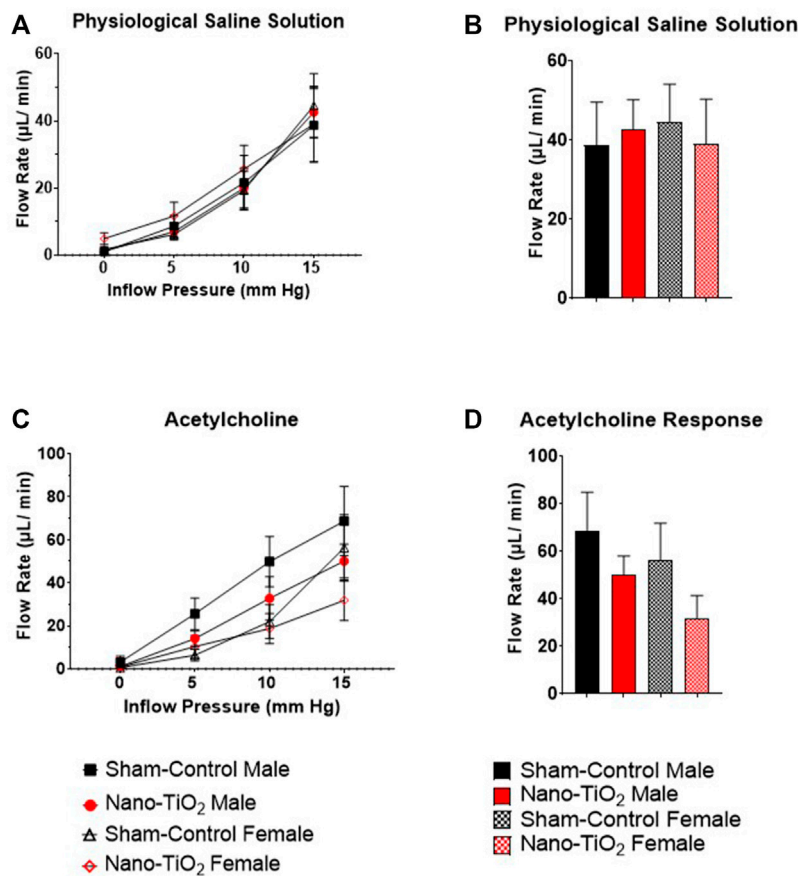 A
Physiological Saline Solution
Flow Rate (µL/ min)
60
40
20
0
0 5 10 15
Inflow Pressure (mm Hg)
B
Physiological Saline Solution
Flow Rate (µL/ min)
60
40
20
0
C
Acetylcholine
Flow Rate (µL/ min)
100
80
60
40
20
0
0 5 10 15
Inflow Pressure (mm Hg)
D
Acetylcholine Response
Flow Rate (µL/ min)
100
80
60
40
20
0
Sham-Control Male
Nano-TiO₂ Male
Sham-Control Female
Nano-TiO₂ Female
Sham-Control Male
Nano-TiO₂ Male
Sham-Control Female
Nano-TiO₂ Female